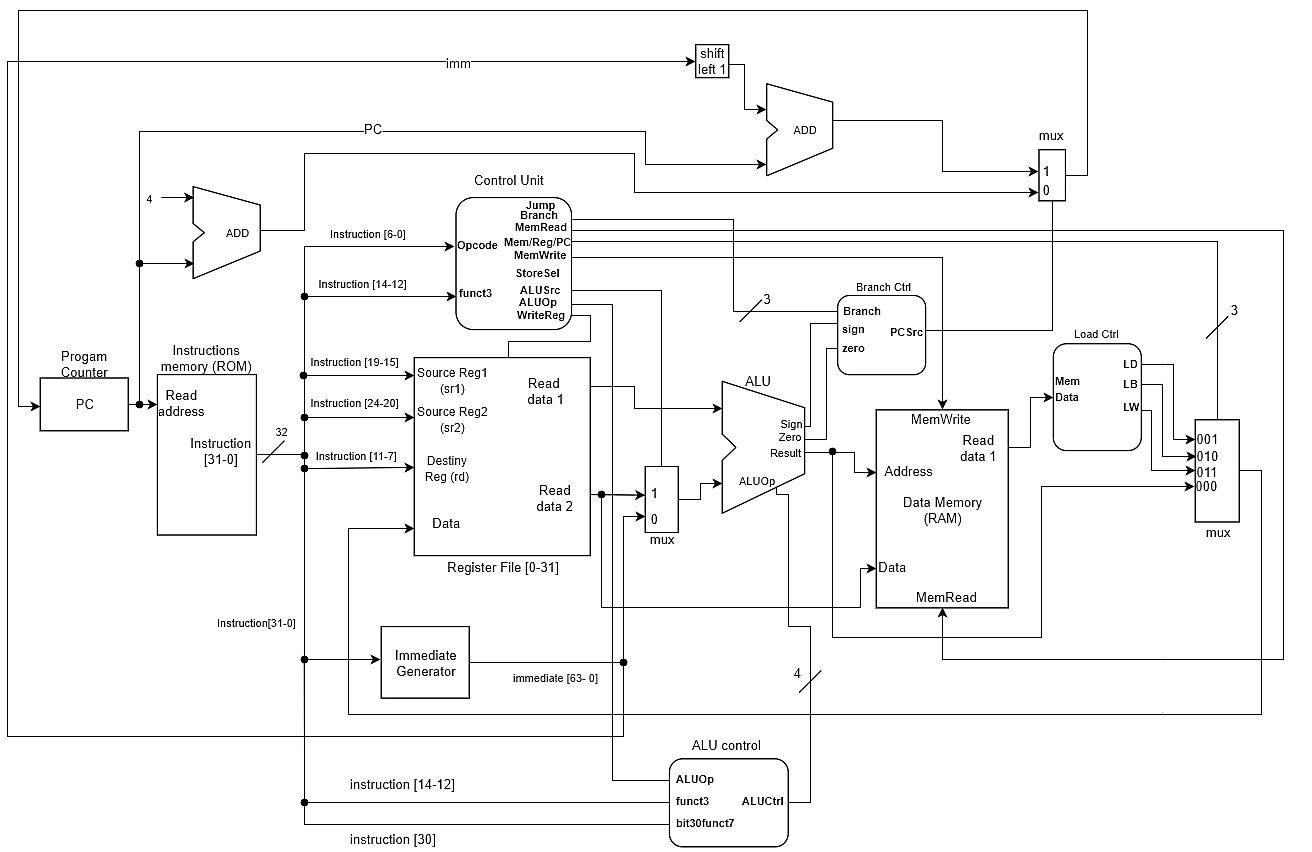 imm
shift
left 1
ADD
PC
mux
1
0
4
ADD
Control Unit
Jump
Branch
MemRead
Mem/Reg/PC
MemWrite
StoreSel
ALUSrc
ALUOp
WriteReg
Opcode
funct3
Instruction [6-0]
Instruction [14-12]
Instruction [19-15]
Instruction [24-20]
Instruction [11-7]
Progam
Counter
PC
Instructions
memory (ROM)
Read
address
Instruction
[31-0]
32
Source Reg1
(sr1)
Source Reg2
(sr2)
Destiny
Reg (rd)
Data
Read
data 1
Read
data 2
Register File [0-31]
1
0
mux
ALU
Sign
Zero
Result
ALUOp
3
Branch Ctrl
Branch
sign
zero
PCSrc
MemWrite
Read
data 1
Address
Data Memory
(RAM)
Data
MemRead
Load Ctrl
Mem
Data
LD
LB
LW
3
001
010
011
000
mux
Instruction[31-0]
Immediate
Generator
immediate [63- 0]
4
ALU control
ALUOp
funct3
bit30funct7
ALUCtrl
instruction [14-12]
instruction [30]